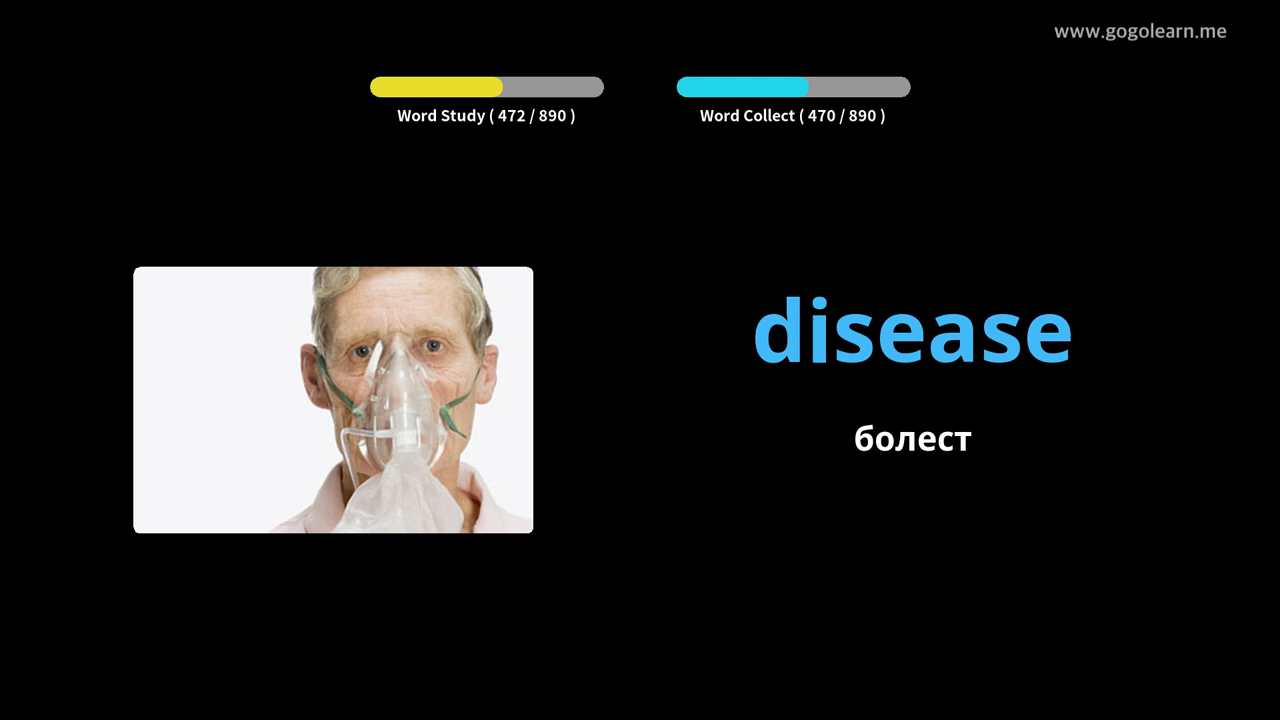 www.gogolearn.me
Word Study ( 472 / 890 )
Word Collect ( 470 / 890 )
disease
болест